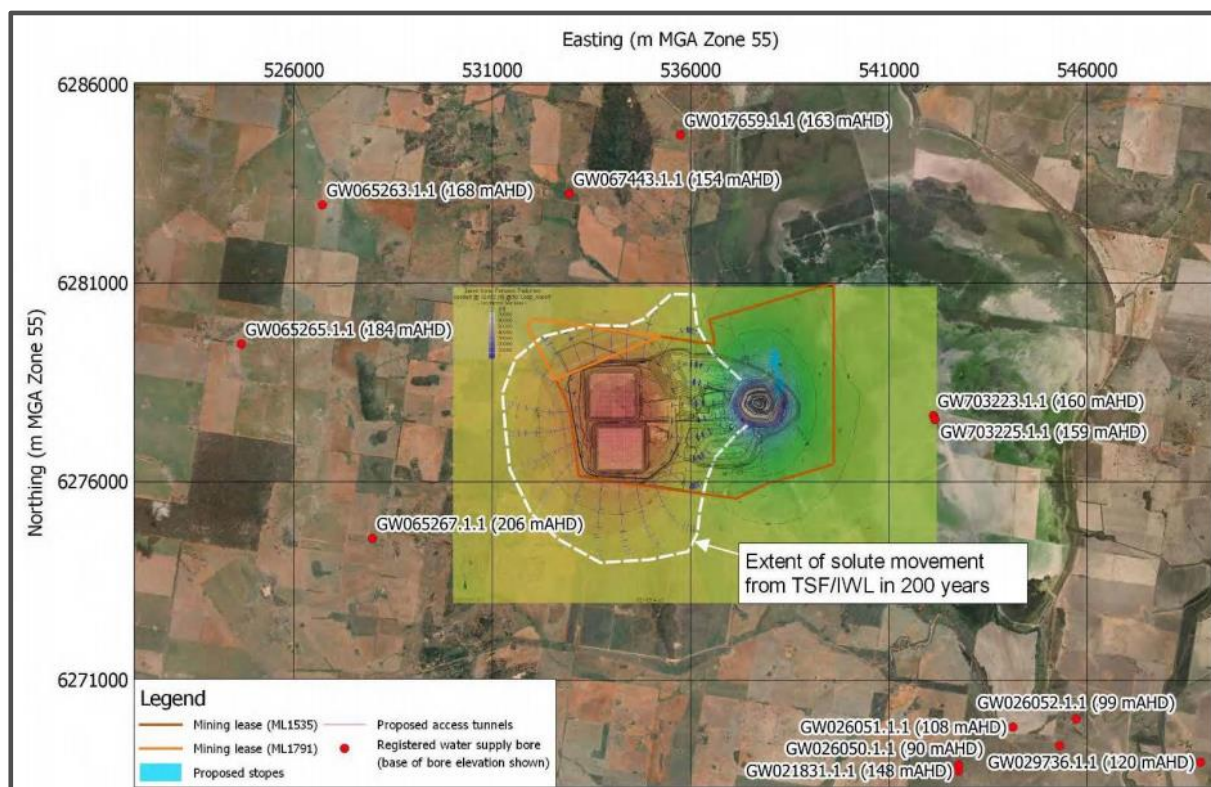 Easting (m MGA Zone 55)
526000
531000
536000
541000
546000
6286000
GW017659.1.1 (163 mAHD)
GW067443.1.1 (154 mAHD)
GW065263.1.1 (168 mAHD)
6281000
GW065265.1.1 (184 mAHD)
Northing (m MGA Zone 55)
GW703223.1.1 (160 mAHD)
GW703225.1.1 (159 mAHD)
6276000
GW065267.1.1 (206 mAHD)
Extent of solute movement
from TSF/IWL in 200 years
6271000
Legend
Mining lease (ML1535)
Mining lease (ML1791)
Proposed stopes
Proposed access tunnels
Registered water supply bore
(base of bore elevation shown)
GW026052.1.1 (99 mAHD)
GW026051.1.1 (108 mAHD)
GW026050.1.1 (90 mAHD)
GW029736.1.1 (120 mAHD)
GW021831.1.1 (148 mAHD)